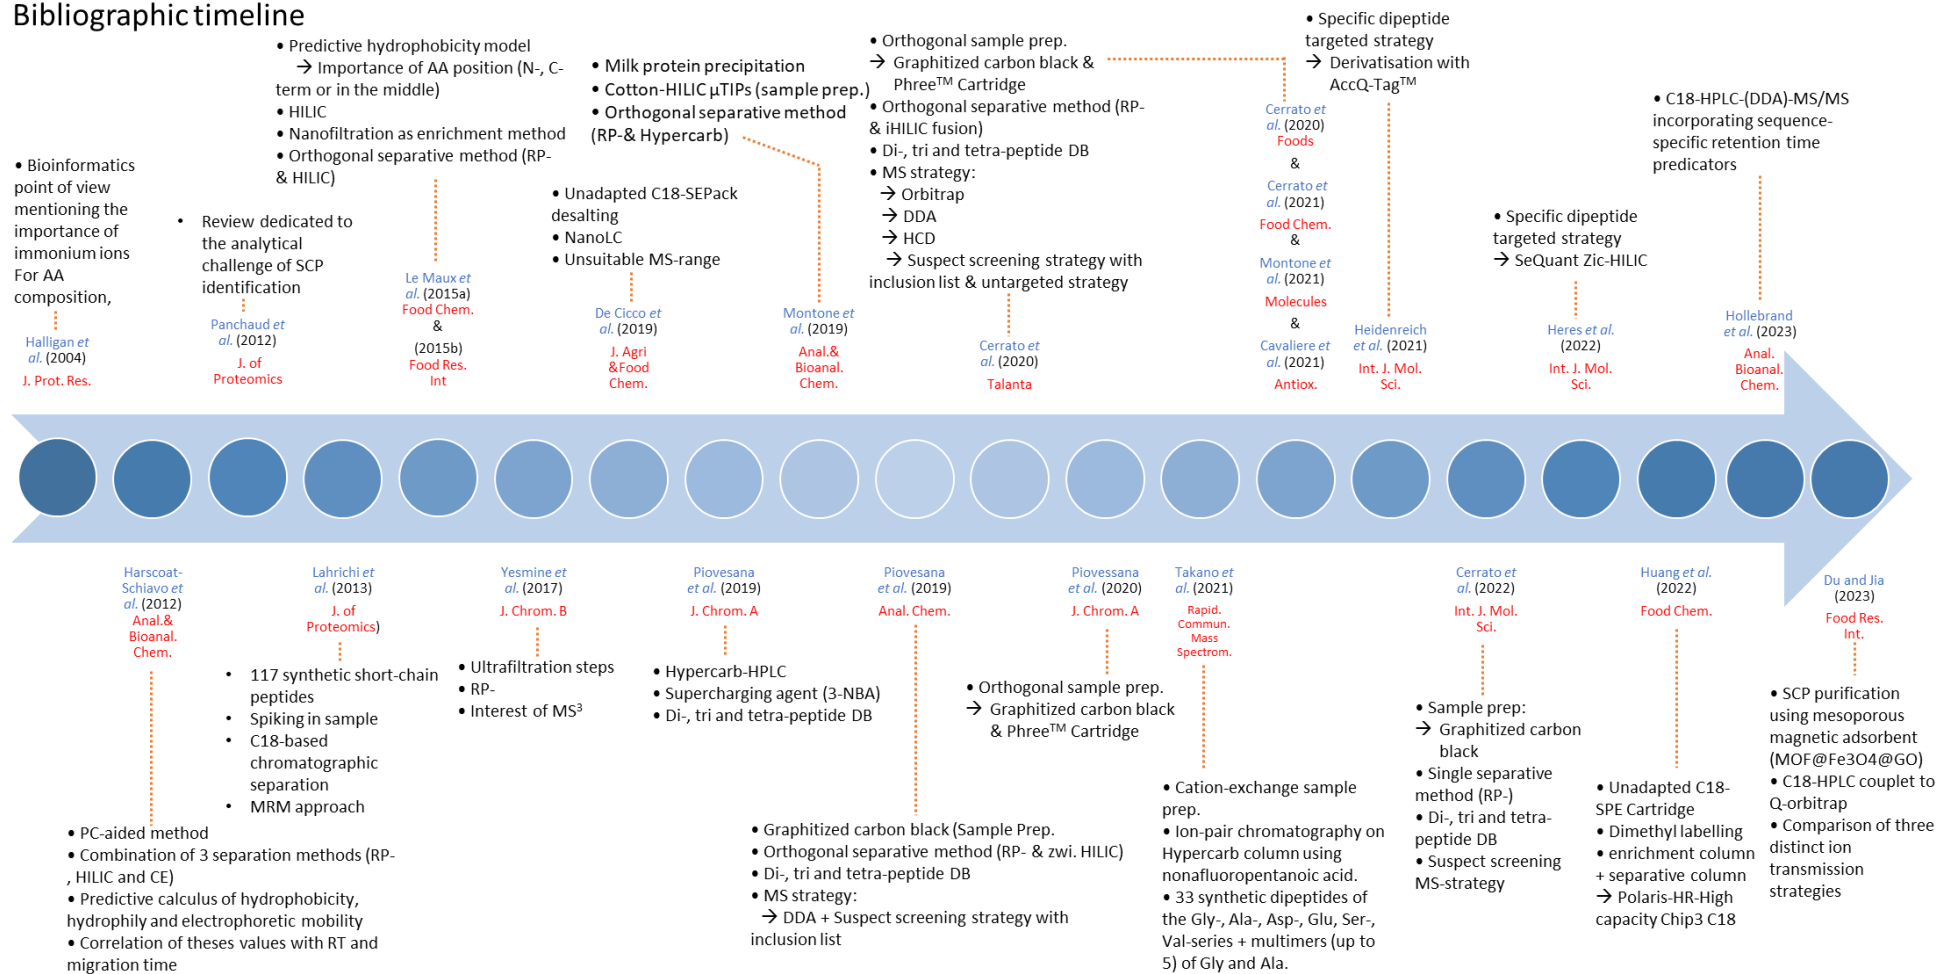 Bibliographic timeline
• Bioinformatics
point of view
mentioning the
importance of
immonium ions
For AA
composition,
Halligan et
al. (2004)
J. Prot. Res.
• Review dedicated to
the analytical
challenge of SCP
identification
Panchaud et
al. (2012)
J. of
Proteomics
• Predictive hydrophobicity model
→ Importance of AA position (N-, C-
term or in the middle)
• HILIC
• Nanofiltration as enrichment method
• Orthogonal separative method (RP-
& HILIC)
Le Maux et
al. (2015a)
Food Chem.
&
(2015b)
Food Res.
Int
• Unadapted C18-SEPack
desalting
• NanoLC
• Unsuitable MS-range
De Cicco et
al. (2019)
J. Agri
&Food
Chem.
• Milk protein precipitation
• Cotton-HILIC µTIPs (sample prep.)
• Orthogonal separative method
(RP-& Hypercarb)
Montone et
al. (2019)
Anal.&
Bioanal.
Chem.
• Orthogonal sample prep.
→ Graphitized carbon black &
Phree™ Cartridge
• Orthogonal separative method (RP-
& iHILIC fusion)
• Di-, tri and tetra-peptide DB
• MS strategy:
→ Orbitrap
→ DDA
→ HCD
→ Suspect screening strategy with
inclusion list & untargeted strategy
Cerrato et
al. (2020)
Talanta
Cerrato et
al. (2020)
Foods
&
Cerrato et
al. (2021)
Food Chem.
&
Montone et
al. (2021)
Molecules
&
Cavaliere et
al. (2021)
Antiox.
• Specific dipeptide
targeted strategy
→ Derivatisation with
AccQ-Tag™
Heidenreich
et al. (2021)
Int. J. Mol.
Sci.
• Specific dipeptide
targeted strategy
→ SeQuant Zic-HILIC
Heres et al.
(2022)
Int. J. Mol.
Sci.
• C18-HPLC-(DDA)-MS/MS
incorporating sequence-
specific retention time
predicators
Hollebrand
et al. (2023)
Anal.
Bioanal.
Chem.
Harscoat-
Schiavo et
al. (2012)
Anal.&
Bioanal.
Chem.
• PC-aided method
• Combination of 3 separation methods (RP-
, HILIC and CE)
• Predictive calculus of hydrophobicity,
hydrophily and electrophoretic mobility
• Correlation of theses values with RT and
migration time
Lahrichi et
al. (2013)
J. of
Proteomics)
• 117 synthetic short-chain
peptides
• Spiking in sample
• C18-based
chromatographic
separation
• MRM approach
Yesmine et
al. (2017)
J. Chrom. B
• Ultrafiltration steps
• RP-
• Interest of MS³
Piovesana
et al. (2019)
J. Chrom. A
• Hypercarb-HPLC
• Supercharging agent (3-NBA)
• Di-, tri and tetra-peptide DB
Piovesana
et al. (2019)
Anal. Chem.
• Graphitized carbon black (Sample Prep.
• Orthogonal separative method (RP- & zwi. HILIC)
• Di-, tri and tetra-peptide DB
• MS strategy:
→ DDA + Suspect screening strategy with
inclusion list
Piovessana
et al. (2020)
J. Chrom. A
• Orthogonal sample prep.
→ Graphitized carbon black
& Phree™ Cartridge
Takano et
al. (2021)
Rapid.
Commun.
Mass
Spectrom.
• Cation-exchange sample
prep.
• Ion-pair chromatography on
Hypercarb column using
nonafluoropentanoic acid.
• 33 synthetic dipeptides of
the Gly-, Ala-, Asp-, Glu, Ser-,
Val-series + multimers (up to
5) of Gly and Ala.
Cerrato et
al. (2022)
Int. J. Mol.
Sci.
• Sample prep:
→ Graphitized carbon
black
• Single separative
method (RP-)
• Di-, tri and tetra-
peptide DB
• Suspect screening
MS-strategy
Huang et al.
(2022)
Food Chem.
• Unadapted C18-
SPE Cartridge
• Dimethyl labelling
• enrichment column
+ separative column
→ Polaris-HR-High
capacity Chip3 C18
Du and Jia
(2023)
Food Res.
Int.
• SCP purification
using mesoporous
magnetic adsorbent
(MOF@Fe3O4@GO)
• C18-HPLC couplet to
Q-orbitrap
• Comparison of three
distinct ion
transmission
strategies